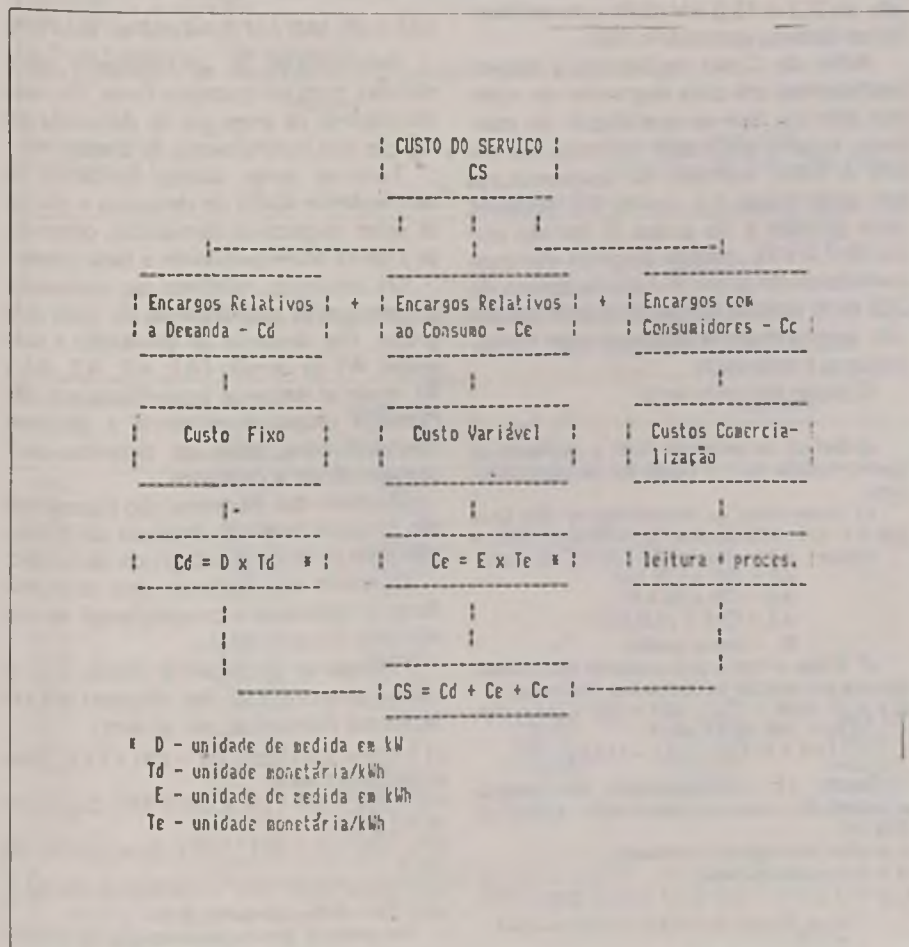 CUSTO DO SERVIÇO
CS
Encargos Relativos + Encargos Relativos + Encargos com
a Demanda - Cd ao Consumo - Ce Consumidores - Cc
Custo Fixo Custo Variável Custos Comercia-
lização
Cd = D x Td * Ce = E x Te * leitura + proces.
CS = Cd + Ce + Cc
* D - unidade de medida em kW
Td - unidade monetária/kWh
E - unidade de medida em kWh
Te - unidade monetária/kWh